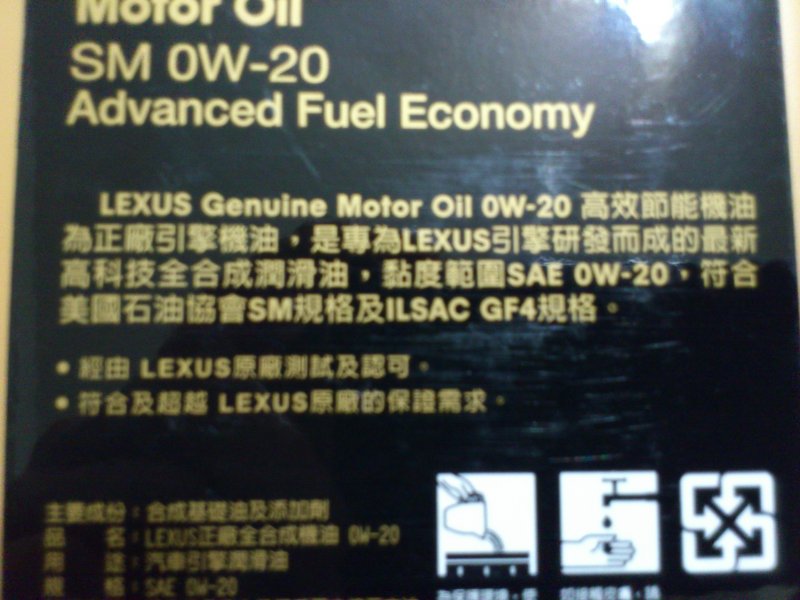 Motor Oil
SM 0W-20
Advanced Fuel Economy
LEXUS Genuine Motor Oil 0W-20 高效節能機油
為正廠引擎機油，是專為LEXUS引擎研發而成的最新
高科技全合成潤滑油，黏度範圍SAE 0W-20，符合
美國石油協會SM規格及ILSAC GF4規格。
• 經由 LEXUS原廠測試及認可。
• 符合及超越 LEXUS原廠的保證需求。
主要成份：合成基礎油及添加劑
品　　名：LEXUS正廠全合成機油 0W-20
用　　途：汽車引擎潤滑油
規　　格：SAE 0W-20